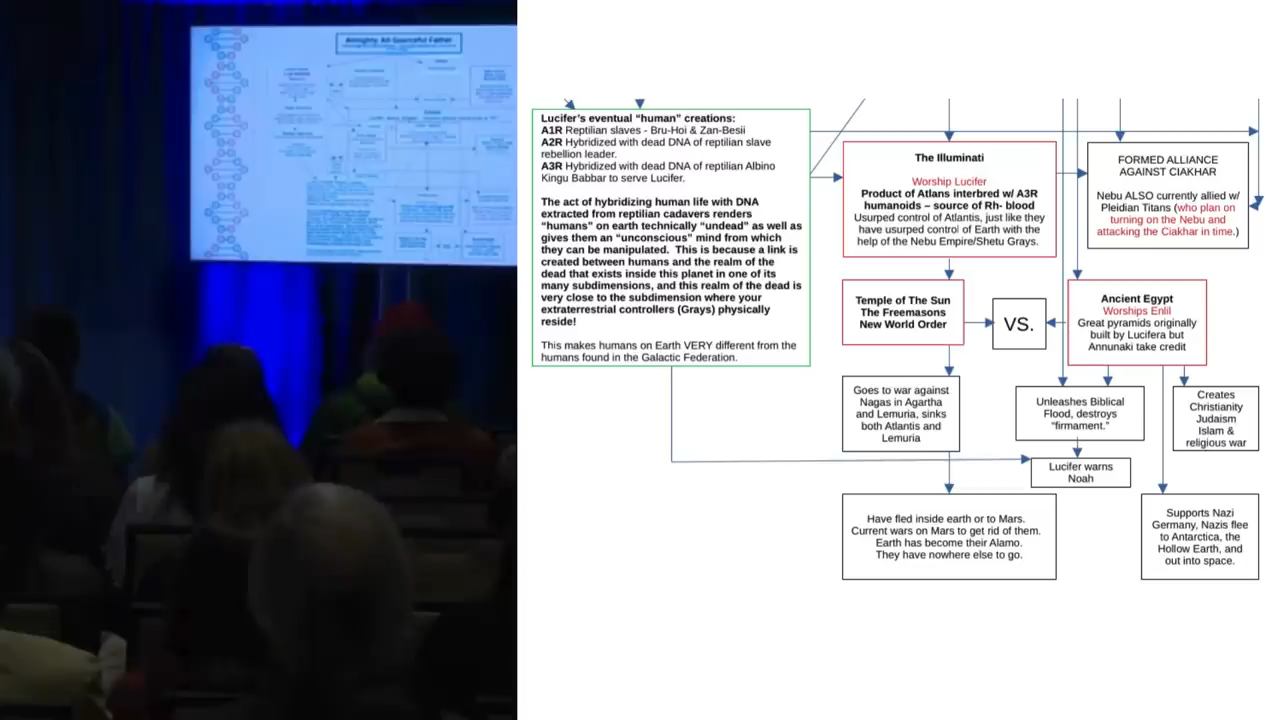 Almighty All-Sourceful Father
Lucifer's eventual “human” creations:
A1R Reptilian slaves - Bru-Hoi & Zan-Besii
A2R Hybridized with dead DNA of reptilian slave
rebellion leader.
A3R Hybridized with dead DNA of reptilian Albino
Kingu Babbar to serve Lucifer.
The act of hybridizing human life with DNA
extracted from reptilian cadavers renders
“humans” on earth technically “undead” as well as
gives them an “unconscious” mind from which
they can be manipulated. This is because a link is
created between humans and the realm of the
dead that exists inside this planet in one of its
many subdimensions, and this realm of the dead is
very close to the subdimension where your
extraterrestrial controllers (Grays) physically
reside!
This makes humans on Earth VERY different from the
humans found in the Galactic Federation.
The Illuminati
Worship Lucifer
Product of Atlans interbred w/ A3R
humanoids – source of Rh- blood
Usurped control of Atlantis, just like they
have usurped control of Earth with the
help of the Nebu Empire/Shetu Grays.
FORMED ALLIANCE
AGAINST CIAKHAR
Nebu ALSO currently allied w/
Pleidian Titans (who plan on
turning on the Nebu and
attacking the Ciakhar in time.)
Temple of The Sun
The Freemasons
New World Order
VS.
Ancient Egypt
Worships Enlil
Great pyramids originally
built by Lucifera but
Annunaki take credit
Goes to war against
Nagas in Agartha
and Lemuria, sinks
both Atlantis and
Lemuria
Unleashes Biblical
Flood, destroys
“firmament.”
Creates
Christianity
Judaism
Islam &
religious war
Lucifer warns
Noah
Have fled inside earth or to Mars.
Current wars on Mars to get rid of them.
Earth has become their Alamo.
They have nowhere else to go.
Supports Nazi
Germany, Nazis flee
to Antarctica, the
Hollow Earth, and
out into space.